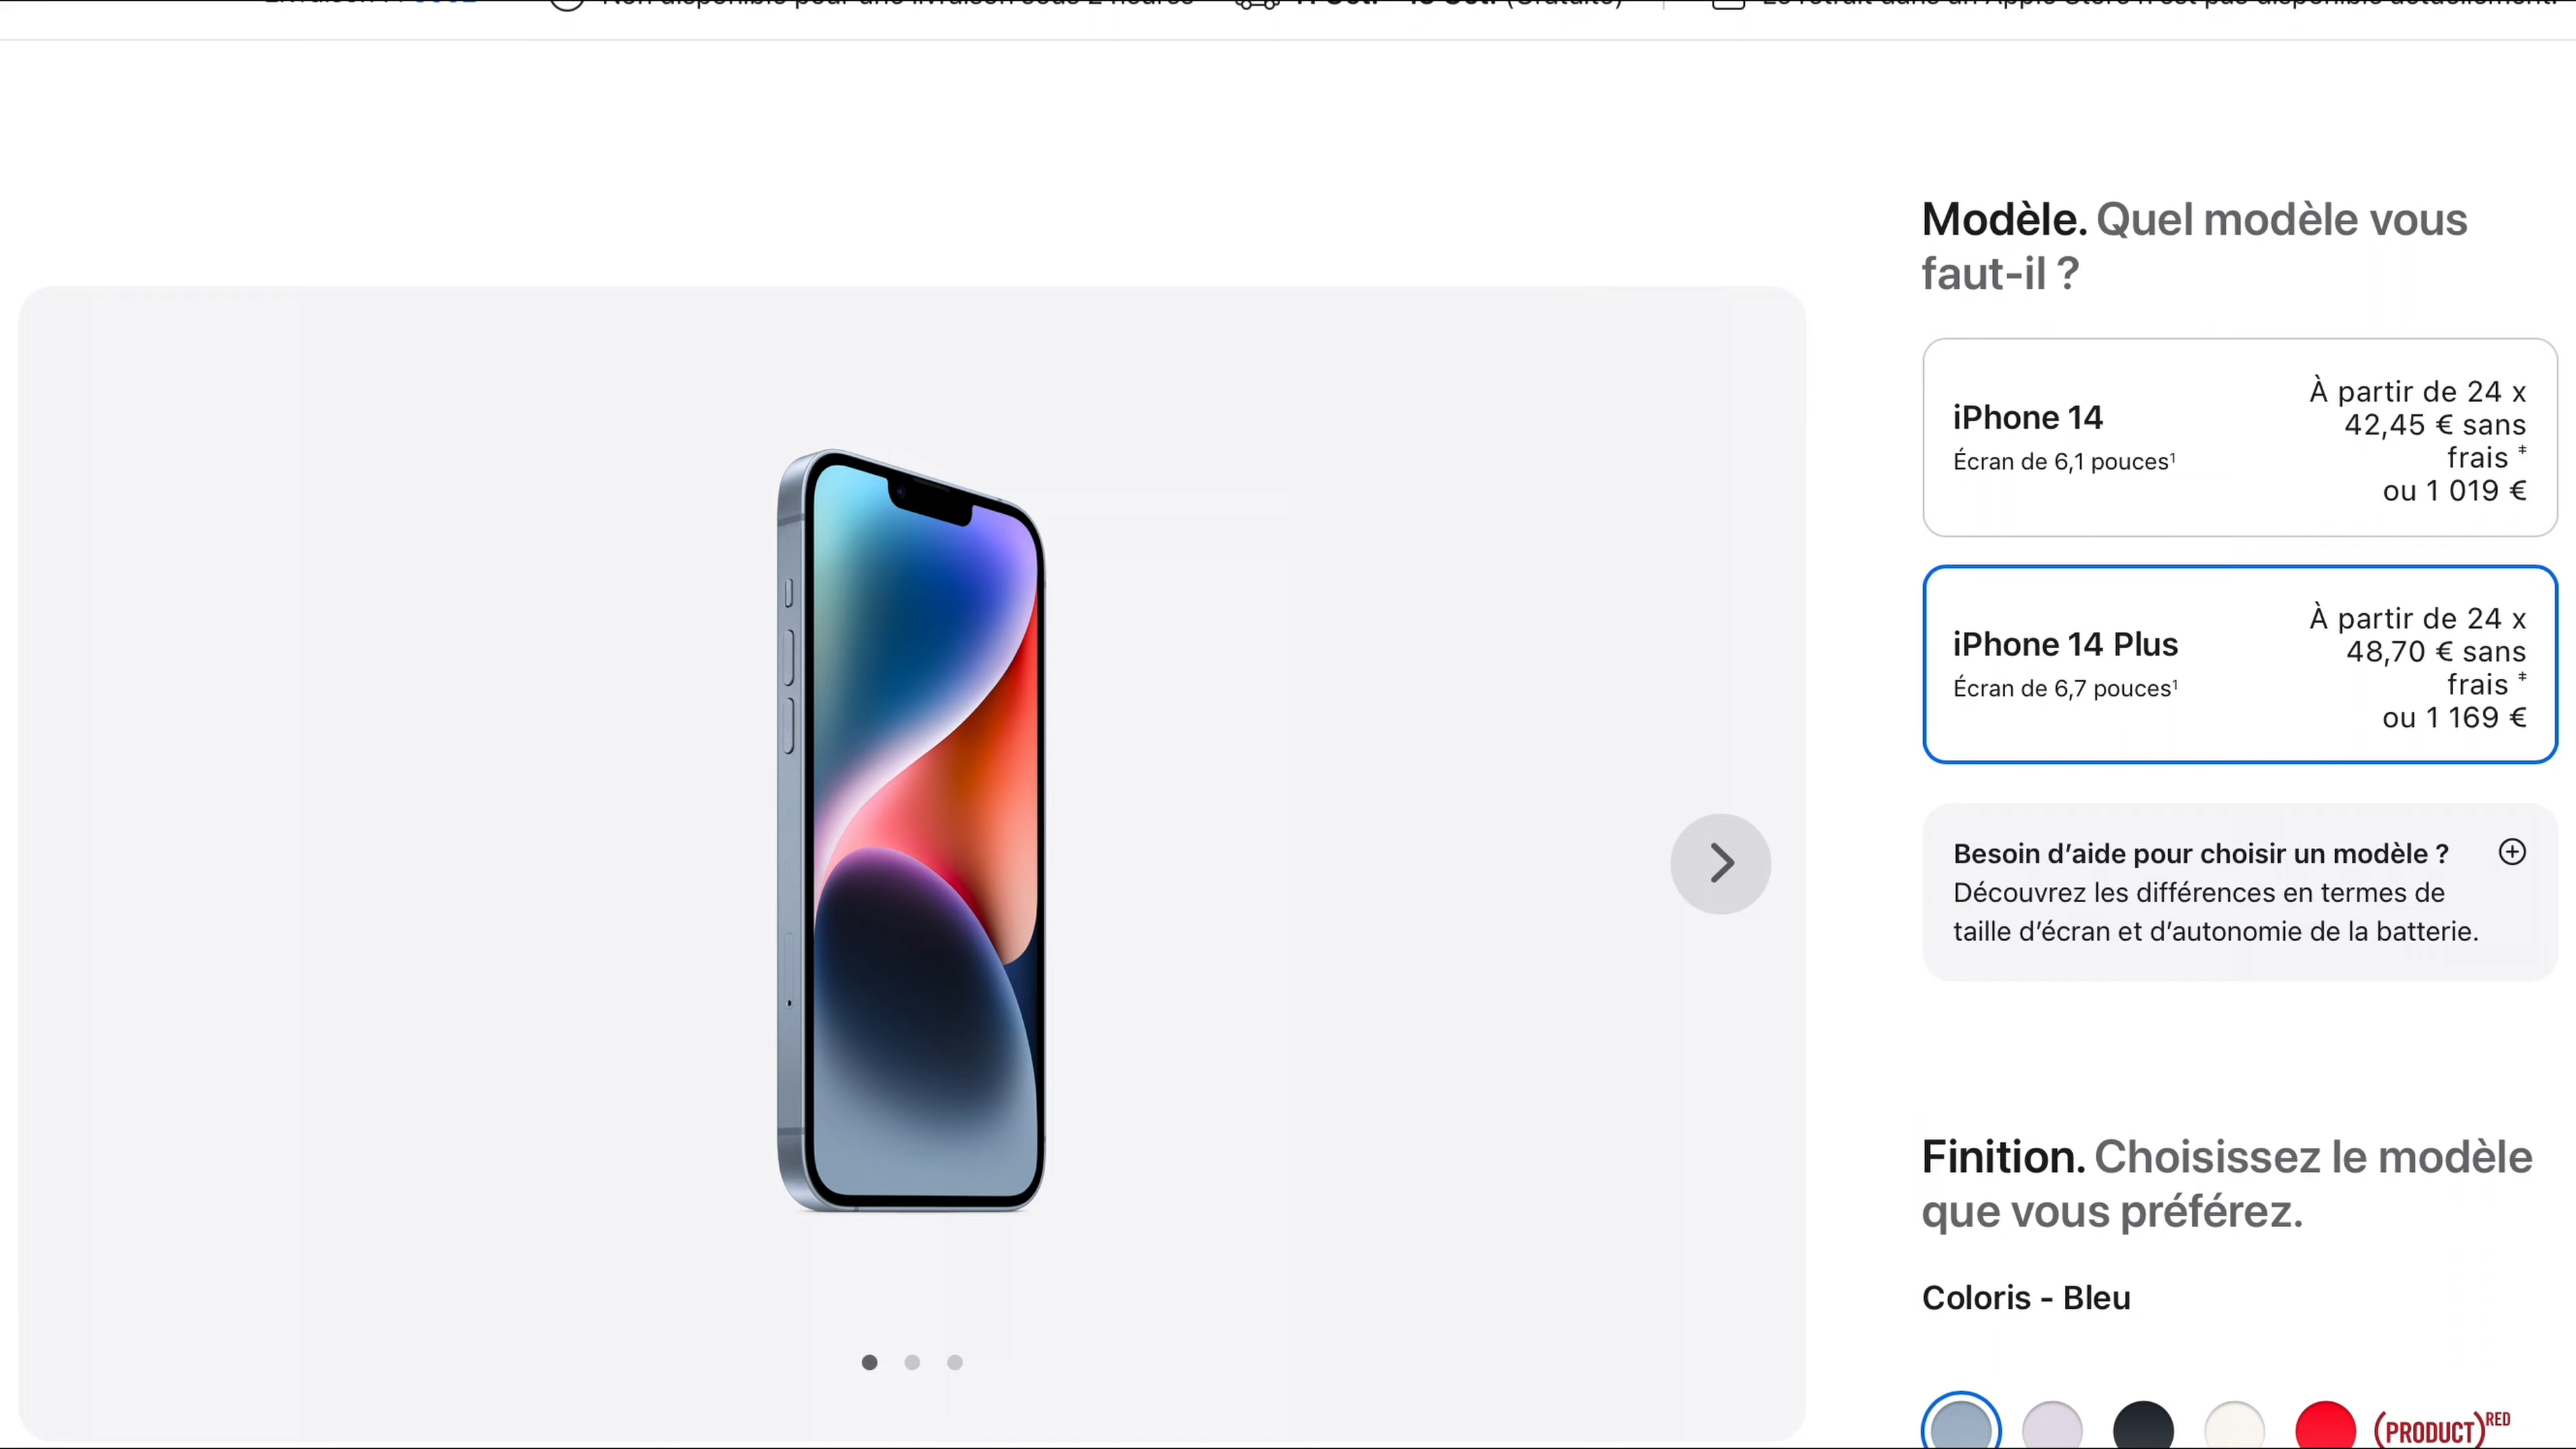 Modèle. Quel modèle vous
faut-il ?
iPhone 14
Écran de 6,1 pouces¹
À partir de 24 x
42,45 € sans
frais ‡
ou 1 019 €
iPhone 14 Plus
Écran de 6,7 pouces¹
À partir de 24 x
48,70 € sans
frais ‡
ou 1 169 €
Besoin d’aide pour choisir un modèle ?
Découvrez les différences en termes de
taille d’écran et d’autonomie de la batterie.
Finition. Choisissez le modèle
que vous préférez.
Coloris - Bleu
(PRODUCT)RED